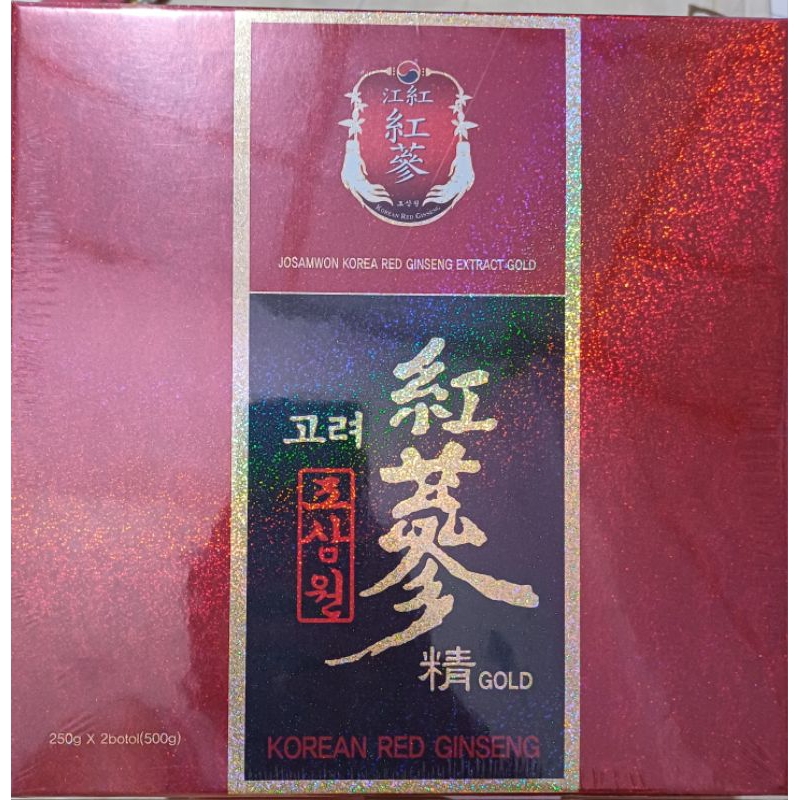 江紅
紅
蔘
조삼원
KOREAN RED GINSENG
JOSAMWON KOREA RED GINSENG EXTRACT GOLD
고려
조삼원
紅
蔘
精 GOLD
KOREAN RED GINSENG
250g X 2botol(500g)